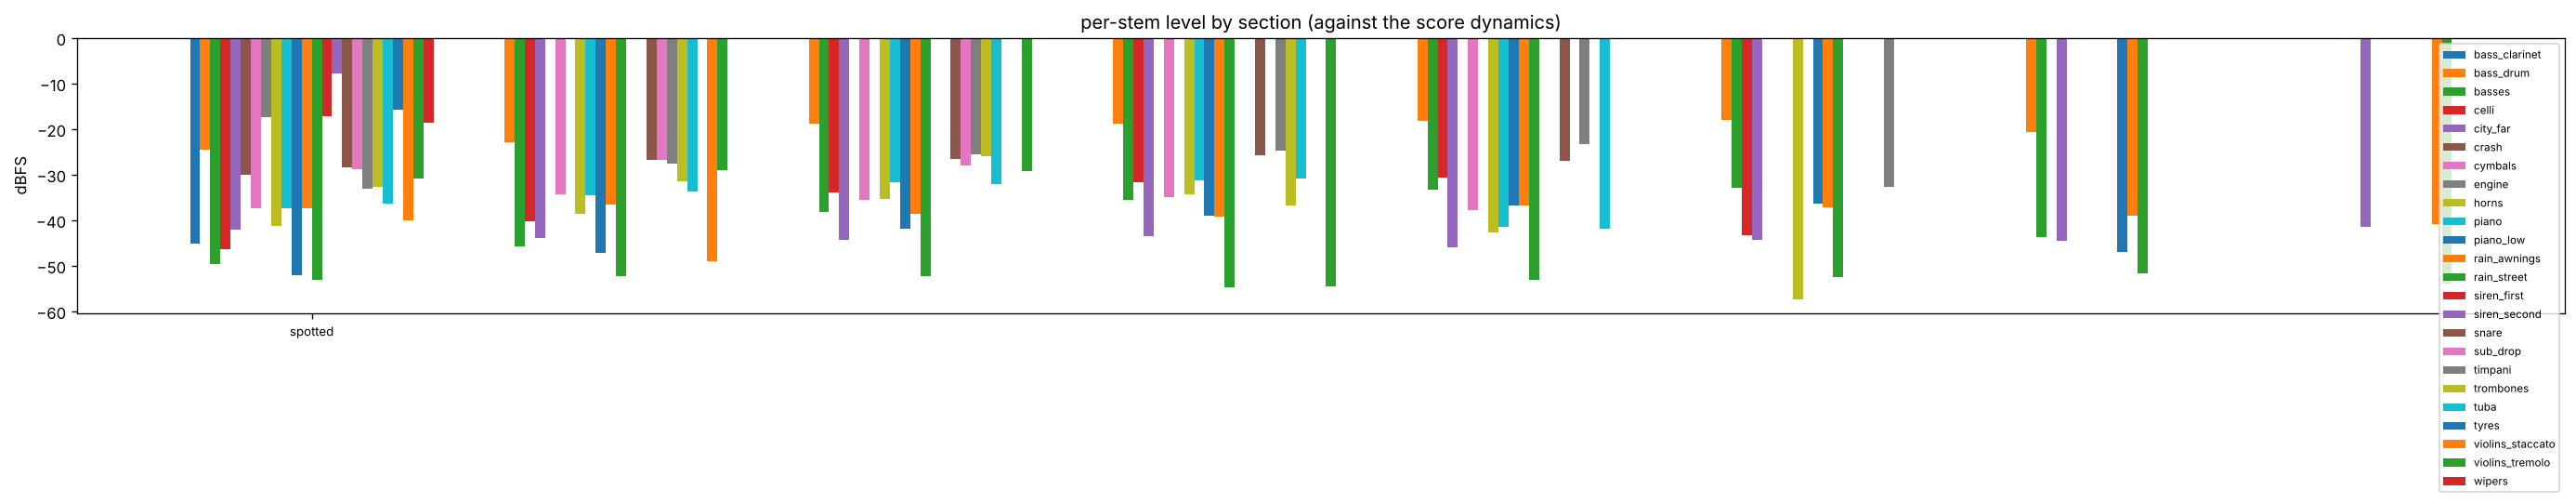 per-stem level by section (against the score dynamics)
dBFS
0
−10
−20
−30
−40
−50
−60
spotted
bass_clarinet
bass_drum
basses
celli
city_far
crash
cymbals
engine
horns
piano
piano_low
rain_awnings
rain_street
siren_first
siren_second
snare
sub_drop
timpani
trombones
tuba
tyres
violins_staccato
violins_tremolo
wipers